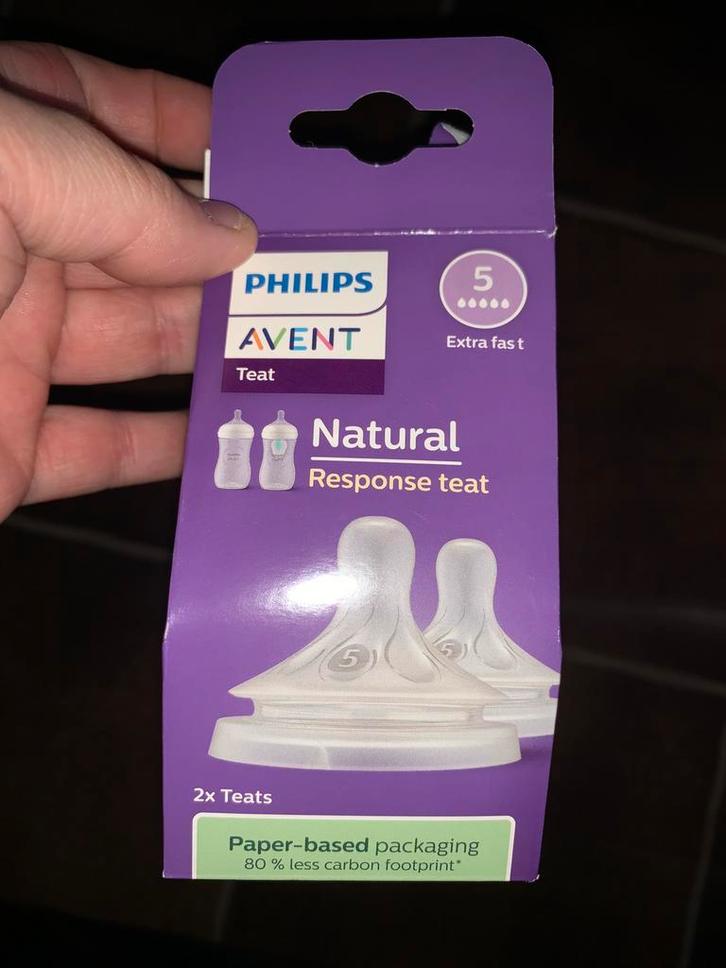 PHILIPS
AVENT
Teat
5
Extra fast
Natural
Response teat
5
5
2x Teats
Paper-based packaging
80 % less carbon footprint*